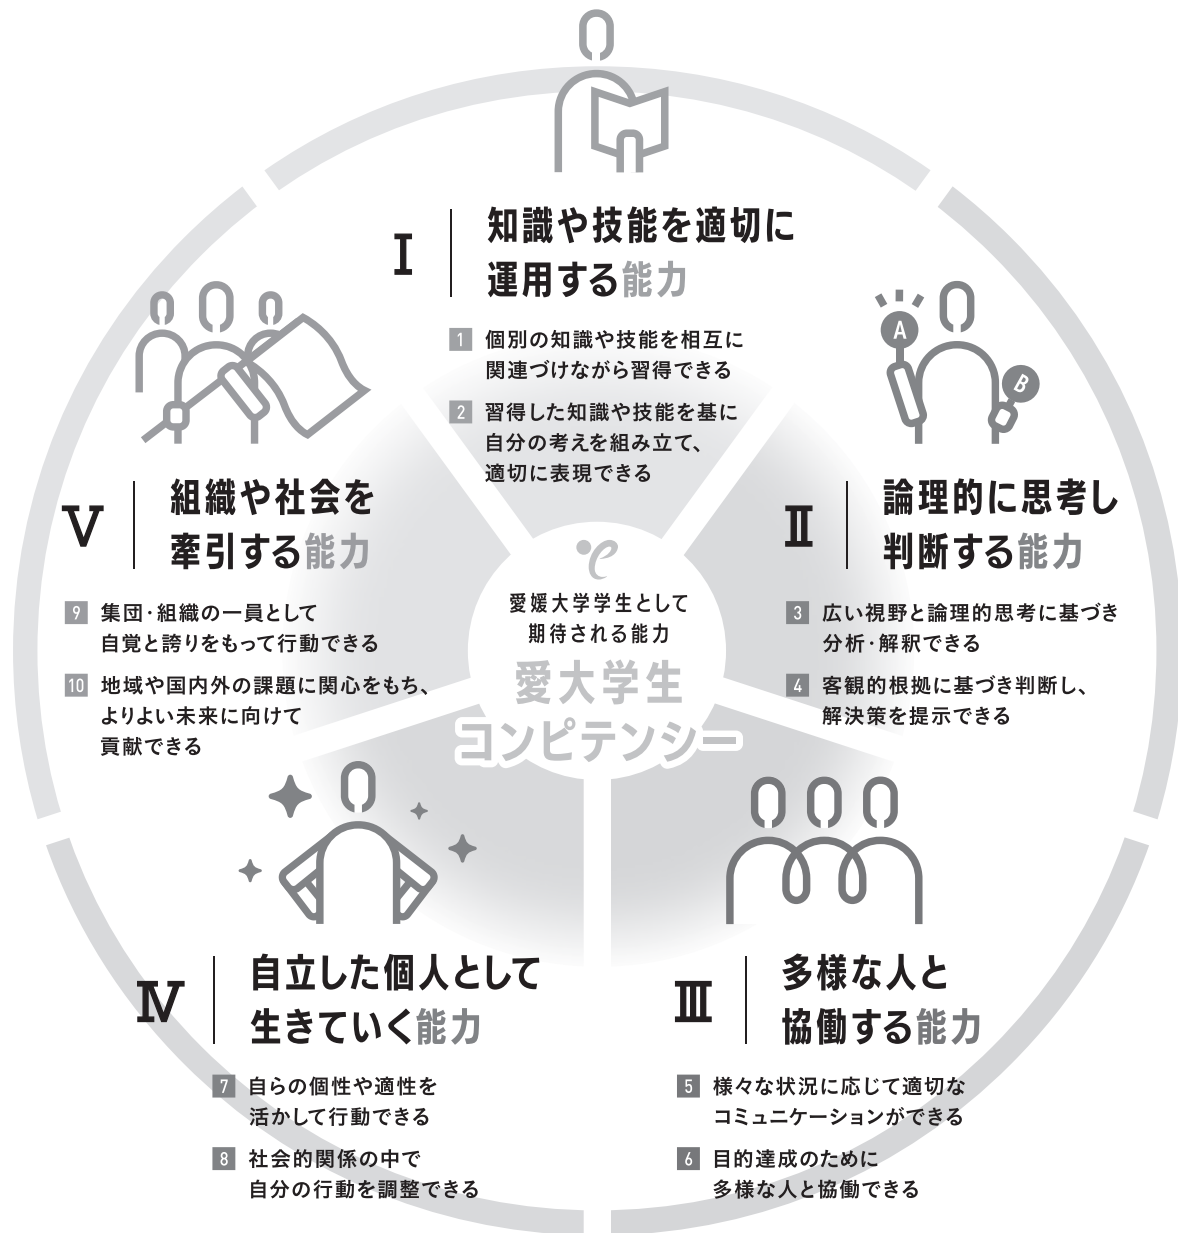 I
知識や技能を適切に
運用する能力
1 個別の知識や技能を相互に
関連づけながら習得できる
2 習得した知識や技能を基に
自分の考えを組み立て、
適切に表現できる
A
B
II
論理的に思考し
判断する能力
3 広い視野と論理的思考に基づき
分析・解釈できる
4 客観的根拠に基づき判断し、
解決策を提示できる
III
多様な人と
協働する能力
5 様々な状況に応じて適切な
コミュニケーションができる
6 目的達成のために
多様な人と協働できる
IV
自立した個人として
生きていく能力
7 自らの個性や適性を
活かして行動できる
8 社会的関係の中で
自分の行動を調整できる
V
組織や社会を
牽引する能力
9 集団・組織の一員として
自覚と誇りをもって行動できる
10 地域や国内外の課題に関心をもち、
よりよい未来に向けて
貢献できる
e
愛媛大学学生として
期待される能力
愛大学生
コンピテンシー